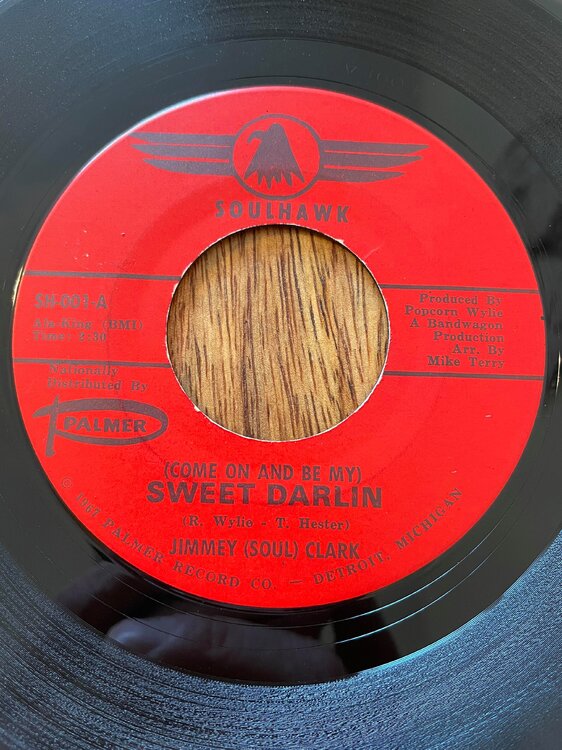 SOULHAWK
SH-001-A
Ala-King (BMI)
Time: 2:30
Nationally
Distributed By
PALMER
Produced By
Popcorn Wylie
A Bandwagon
Production
Arr. By
Mike Terry
(COME ON AND BE MY)
SWEET DARLIN
(R. Wylie - T. Hester)
JIMMEY (SOUL) CLARK
© 1967 PALMER RECORD CO. — DETROIT, MICHIGAN